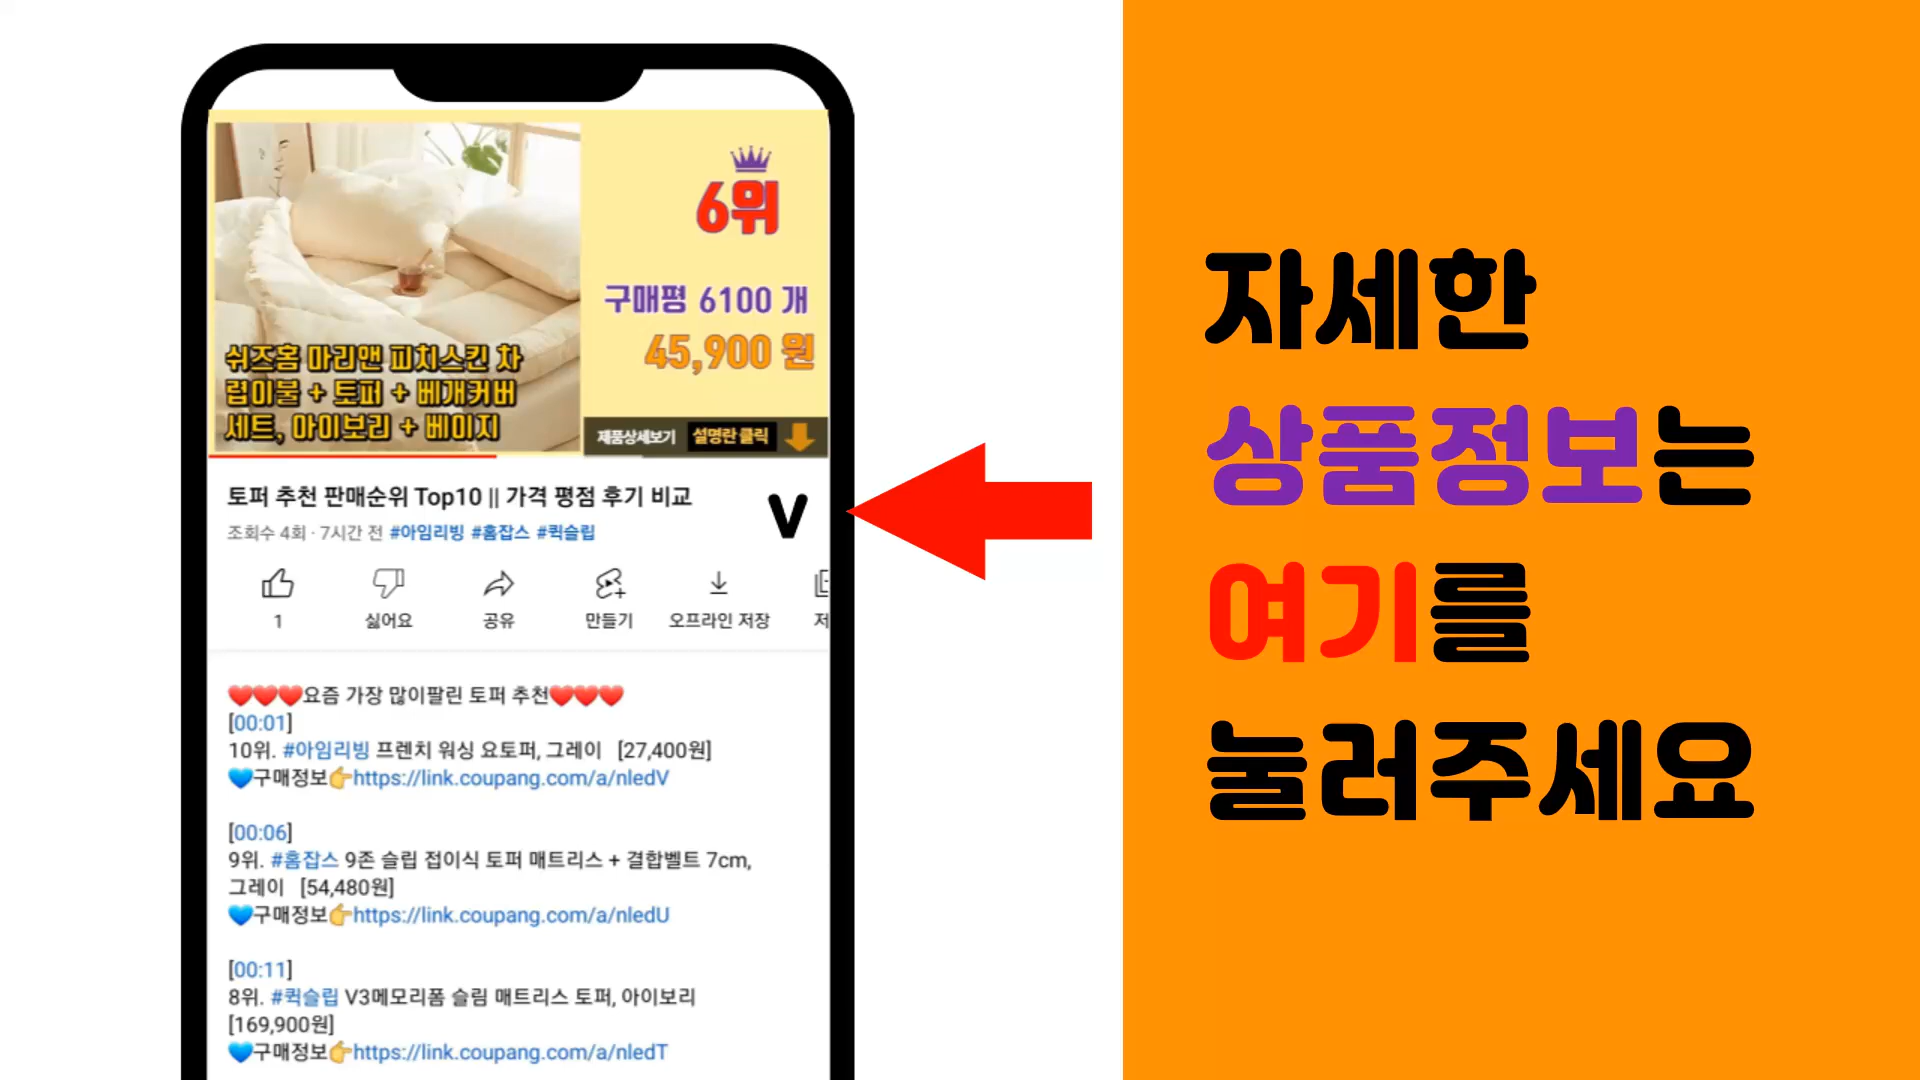 6위
구매평 6100 개
45,900 원
쉬즈홈 마리앤 피치스킨 차
렵이불 + 토퍼 + 베개커버
세트, 아이보리 + 베이지
제품상세보기 설명란 클릭
토퍼 추천 판매순위 Top10 || 가격 평점 후기 비교
V
조회수 4회 · 7시간 전 #아임리빙 #홈잡스 #퀵슬립
1
싫어요
공유
만들기
오프라인 저장
저
❤️❤️❤️요즘 가장 많이팔린 토퍼 추천❤️❤️❤️
[00:01]
10위. #아임리빙 프렌치 워싱 요토퍼, 그레이 [27,400원]
💙구매정보👉https://link.coupang.com/a/nledV
[00:06]
9위. #홈잡스 9존 슬립 접이식 토퍼 매트리스 + 결합벨트 7cm,
그레이 [54,480원]
💙구매정보👉https://link.coupang.com/a/nledU
[00:11]
8위. #퀵슬립 V3메모리폼 슬림 매트리스 토퍼, 아이보리
[169,900원]
💙구매정보👉https://link.coupang.com/a/nledT
자세한
상품정보는
여기를
눌러주세요